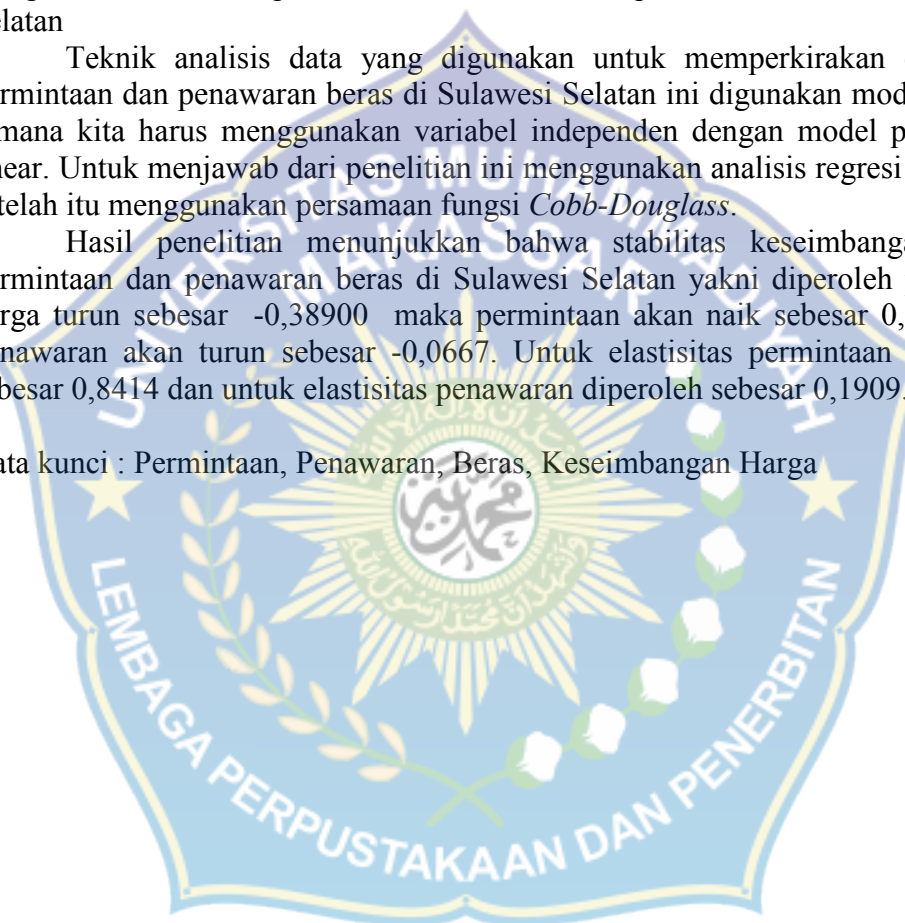 elatan
Teknik analisis data yang digunakan untuk memperkirakan
rmintaan dan penawaran beras di Sulawesi Selatan ini digunakan mod
mana kita harus menggunakan variabel independen dengan model p
near. Untuk menjawab dari penelitian ini menggunakan analisis regresi
telah itu menggunakan persamaan fungsi Cobb-Douglass.
Hasil penelitian menunjukkan bahwa stabilitas keseimbanga
rmintaan dan penawaran beras di Sulawesi Selatan yakni diperoleh
arga turun sebesar -0,38900 maka permintaan akan naik sebesar 0,
nawaran akan turun sebesar -0,0667. Untuk elastisitas permintaan
besar 0,8414 dan untuk elastisitas penawaran diperoleh sebesar 0,1909.
ata kunci : Permintaan, Penawaran, Beras, Keseimbangan Harga
UNIVERSITAS MUHAMMADIYAH
MAKASSAR
LEMBAGA PERPUSTAKAAN DAN PENERBITAN